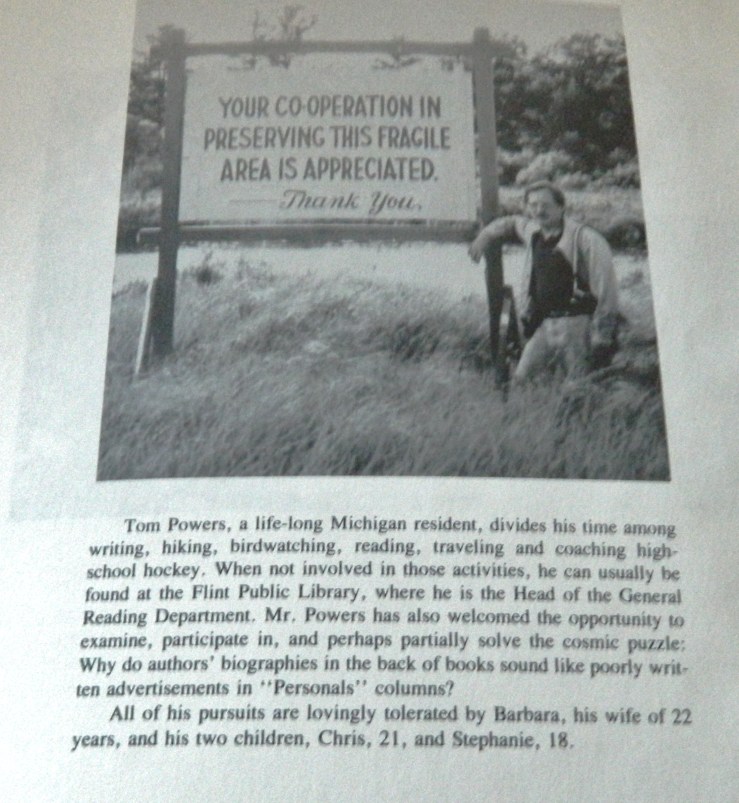 YOUR CO-OPERATION IN
PRESERVING THIS FRAGILE
AREA IS APPRECIATED.
Thank You.
Tom Powers, a life-long Michigan resident, divides his time among
writing, hiking, birdwatching, reading, traveling and coaching high-
school hockey. When not involved in those activities, he can usually be
found at the Flint Public Library, where he is the Head of the General
Reading Department. Mr. Powers has also welcomed the opportunity to
examine, participate in, and perhaps partially solve the cosmic puzzle:
Why do authors' biographies in the back of books sound like poorly writ-
ten advertisements in "Personals" columns?
All of his pursuits are lovingly tolerated by Barbara, his wife of 22
years, and his two children, Chris, 21, and Stephanie, 18.